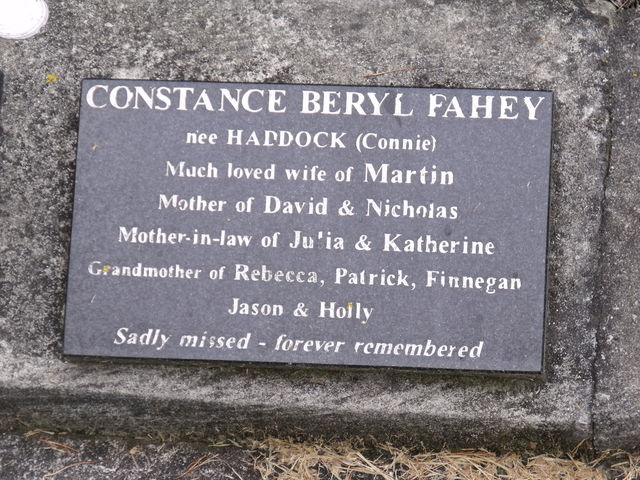 CONSTANCE BERYL FAHEY
nee HADDOCK (Connie)
Much loved wife of Martin
Mother of David & Nicholas
Mother-in-law of Julia & Katherine
Grandmother of Rebecca, Patrick, Finnegan
Jason & Holly
Sadly missed - forever remembered